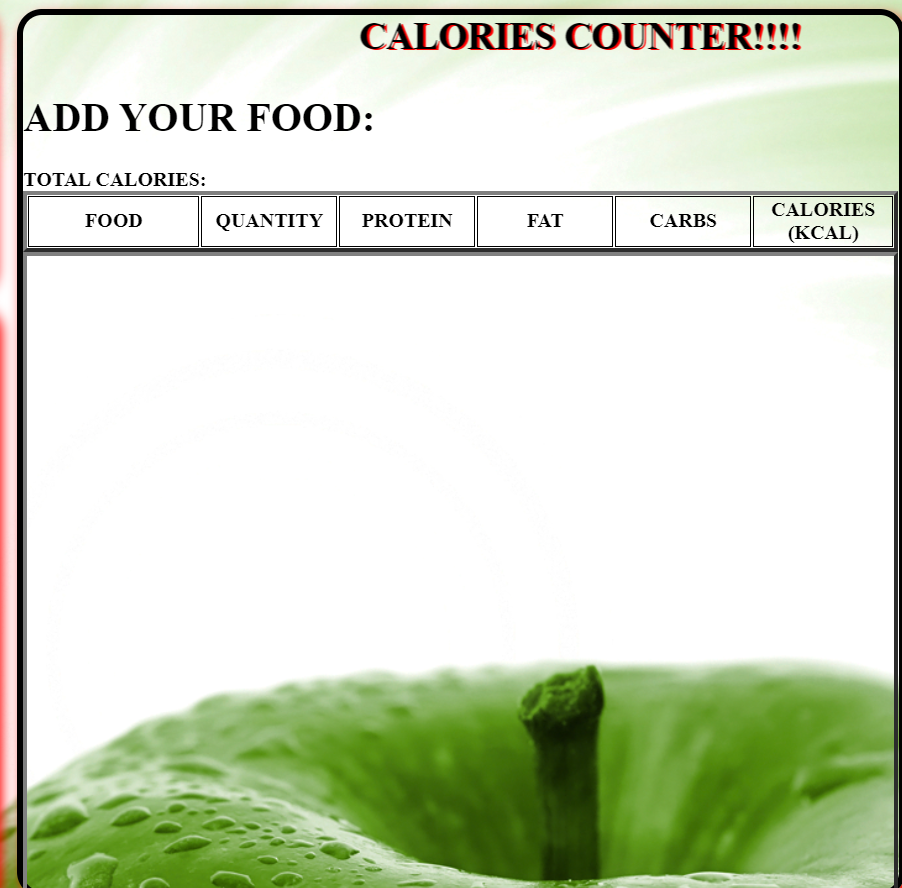 CALORIES COUNTER!!!!
ADD YOUR FOOD:
TOTAL CALORIES:
FOOD QUANTITY PROTEIN FAT CARBS CALORIES (KCAL)